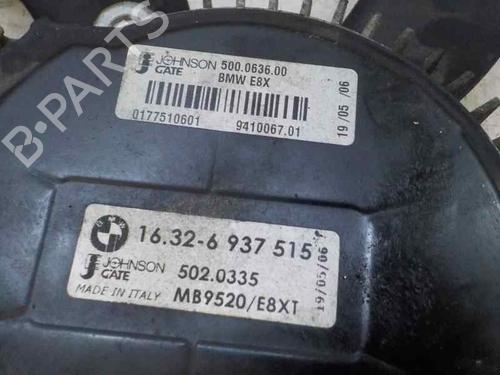 JOHNSON 500.0636.00
GATE BMW E8X
0177510601 9410067.01
19/05/06
16.32-6 937 515
JOHNSON 502.0335
GATE
MADE IN ITALY MB9520/E8XT
19/05/06
B-Parts